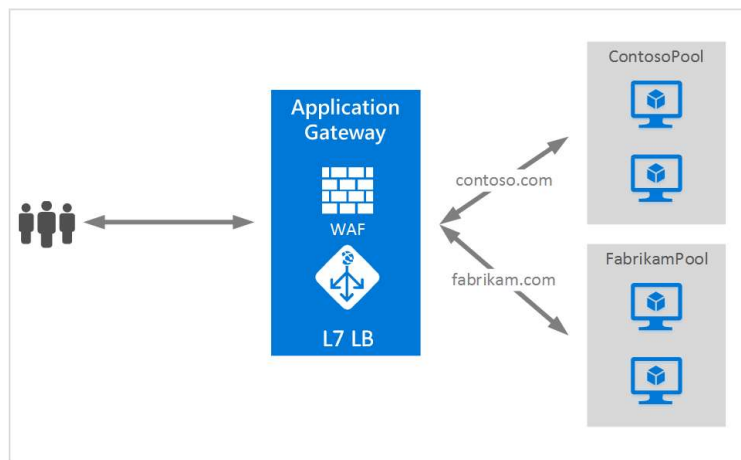 Application
Gateway
WAF
L7 LB
contoso.com
fabrikam.com
ContosoPool
FabrikamPool